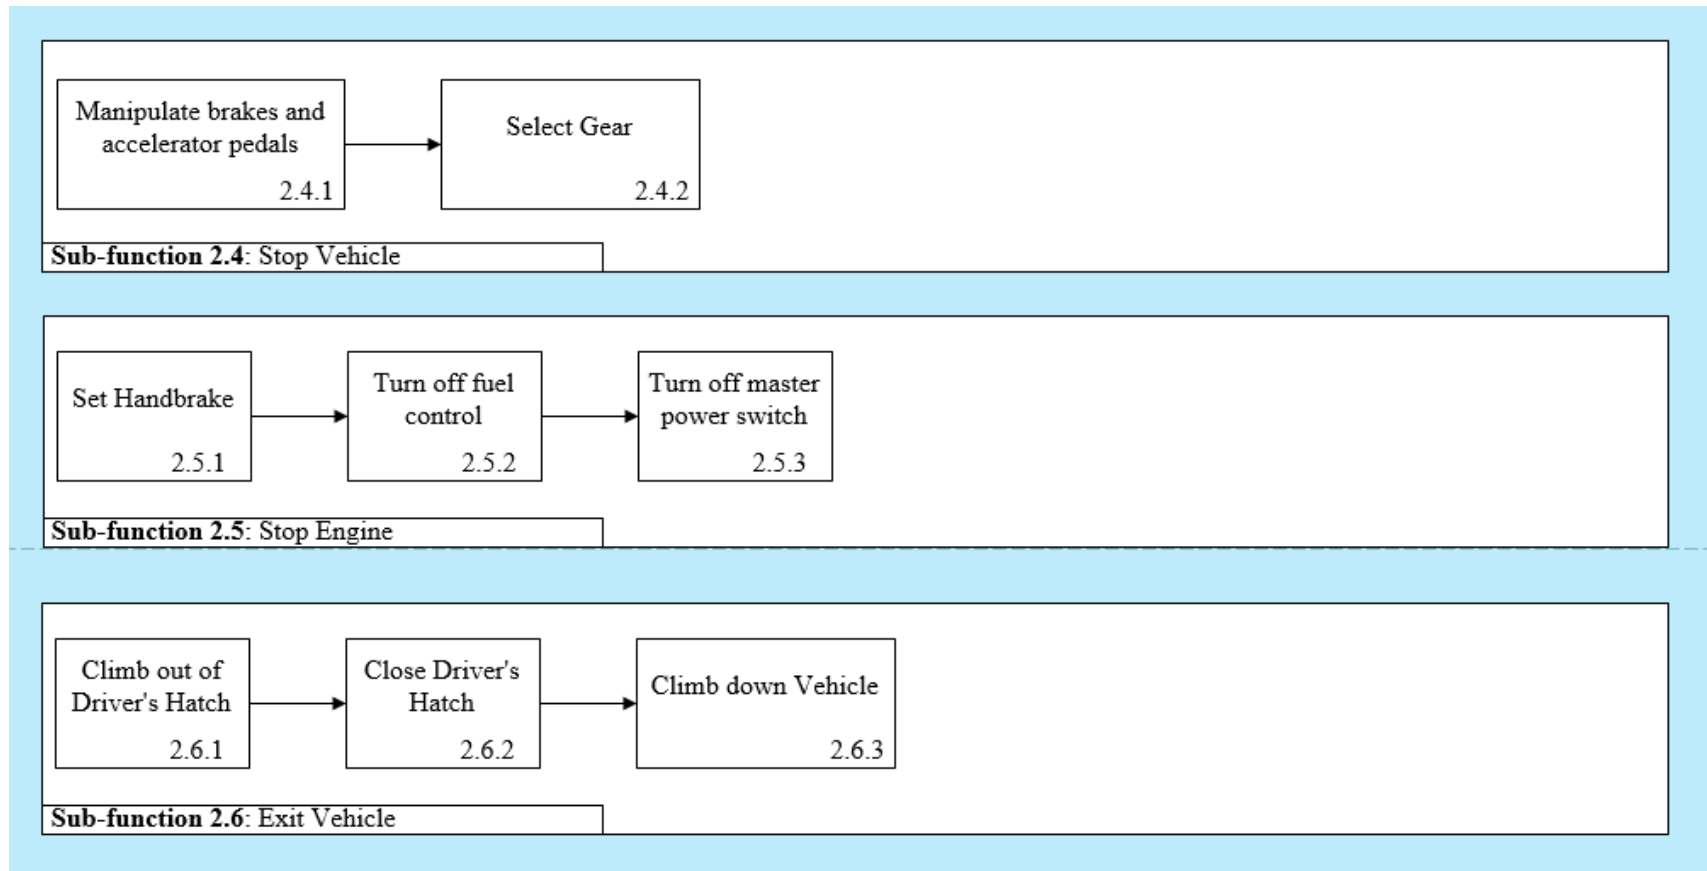 Manipulate brakes and
accelerator pedals
2.4.1
Select Gear
2.4.2
Sub-function 2.4: Stop Vehicle
Set Handbrake
2.5.1
Turn off fuel
control
2.5.2
Turn off master
power switch
2.5.3
Sub-function 2.5: Stop Engine
Climb out of
Driver's Hatch
2.6.1
Close Driver's
Hatch
2.6.2
Climb down Vehicle
2.6.3
Sub-function 2.6: Exit Vehicle